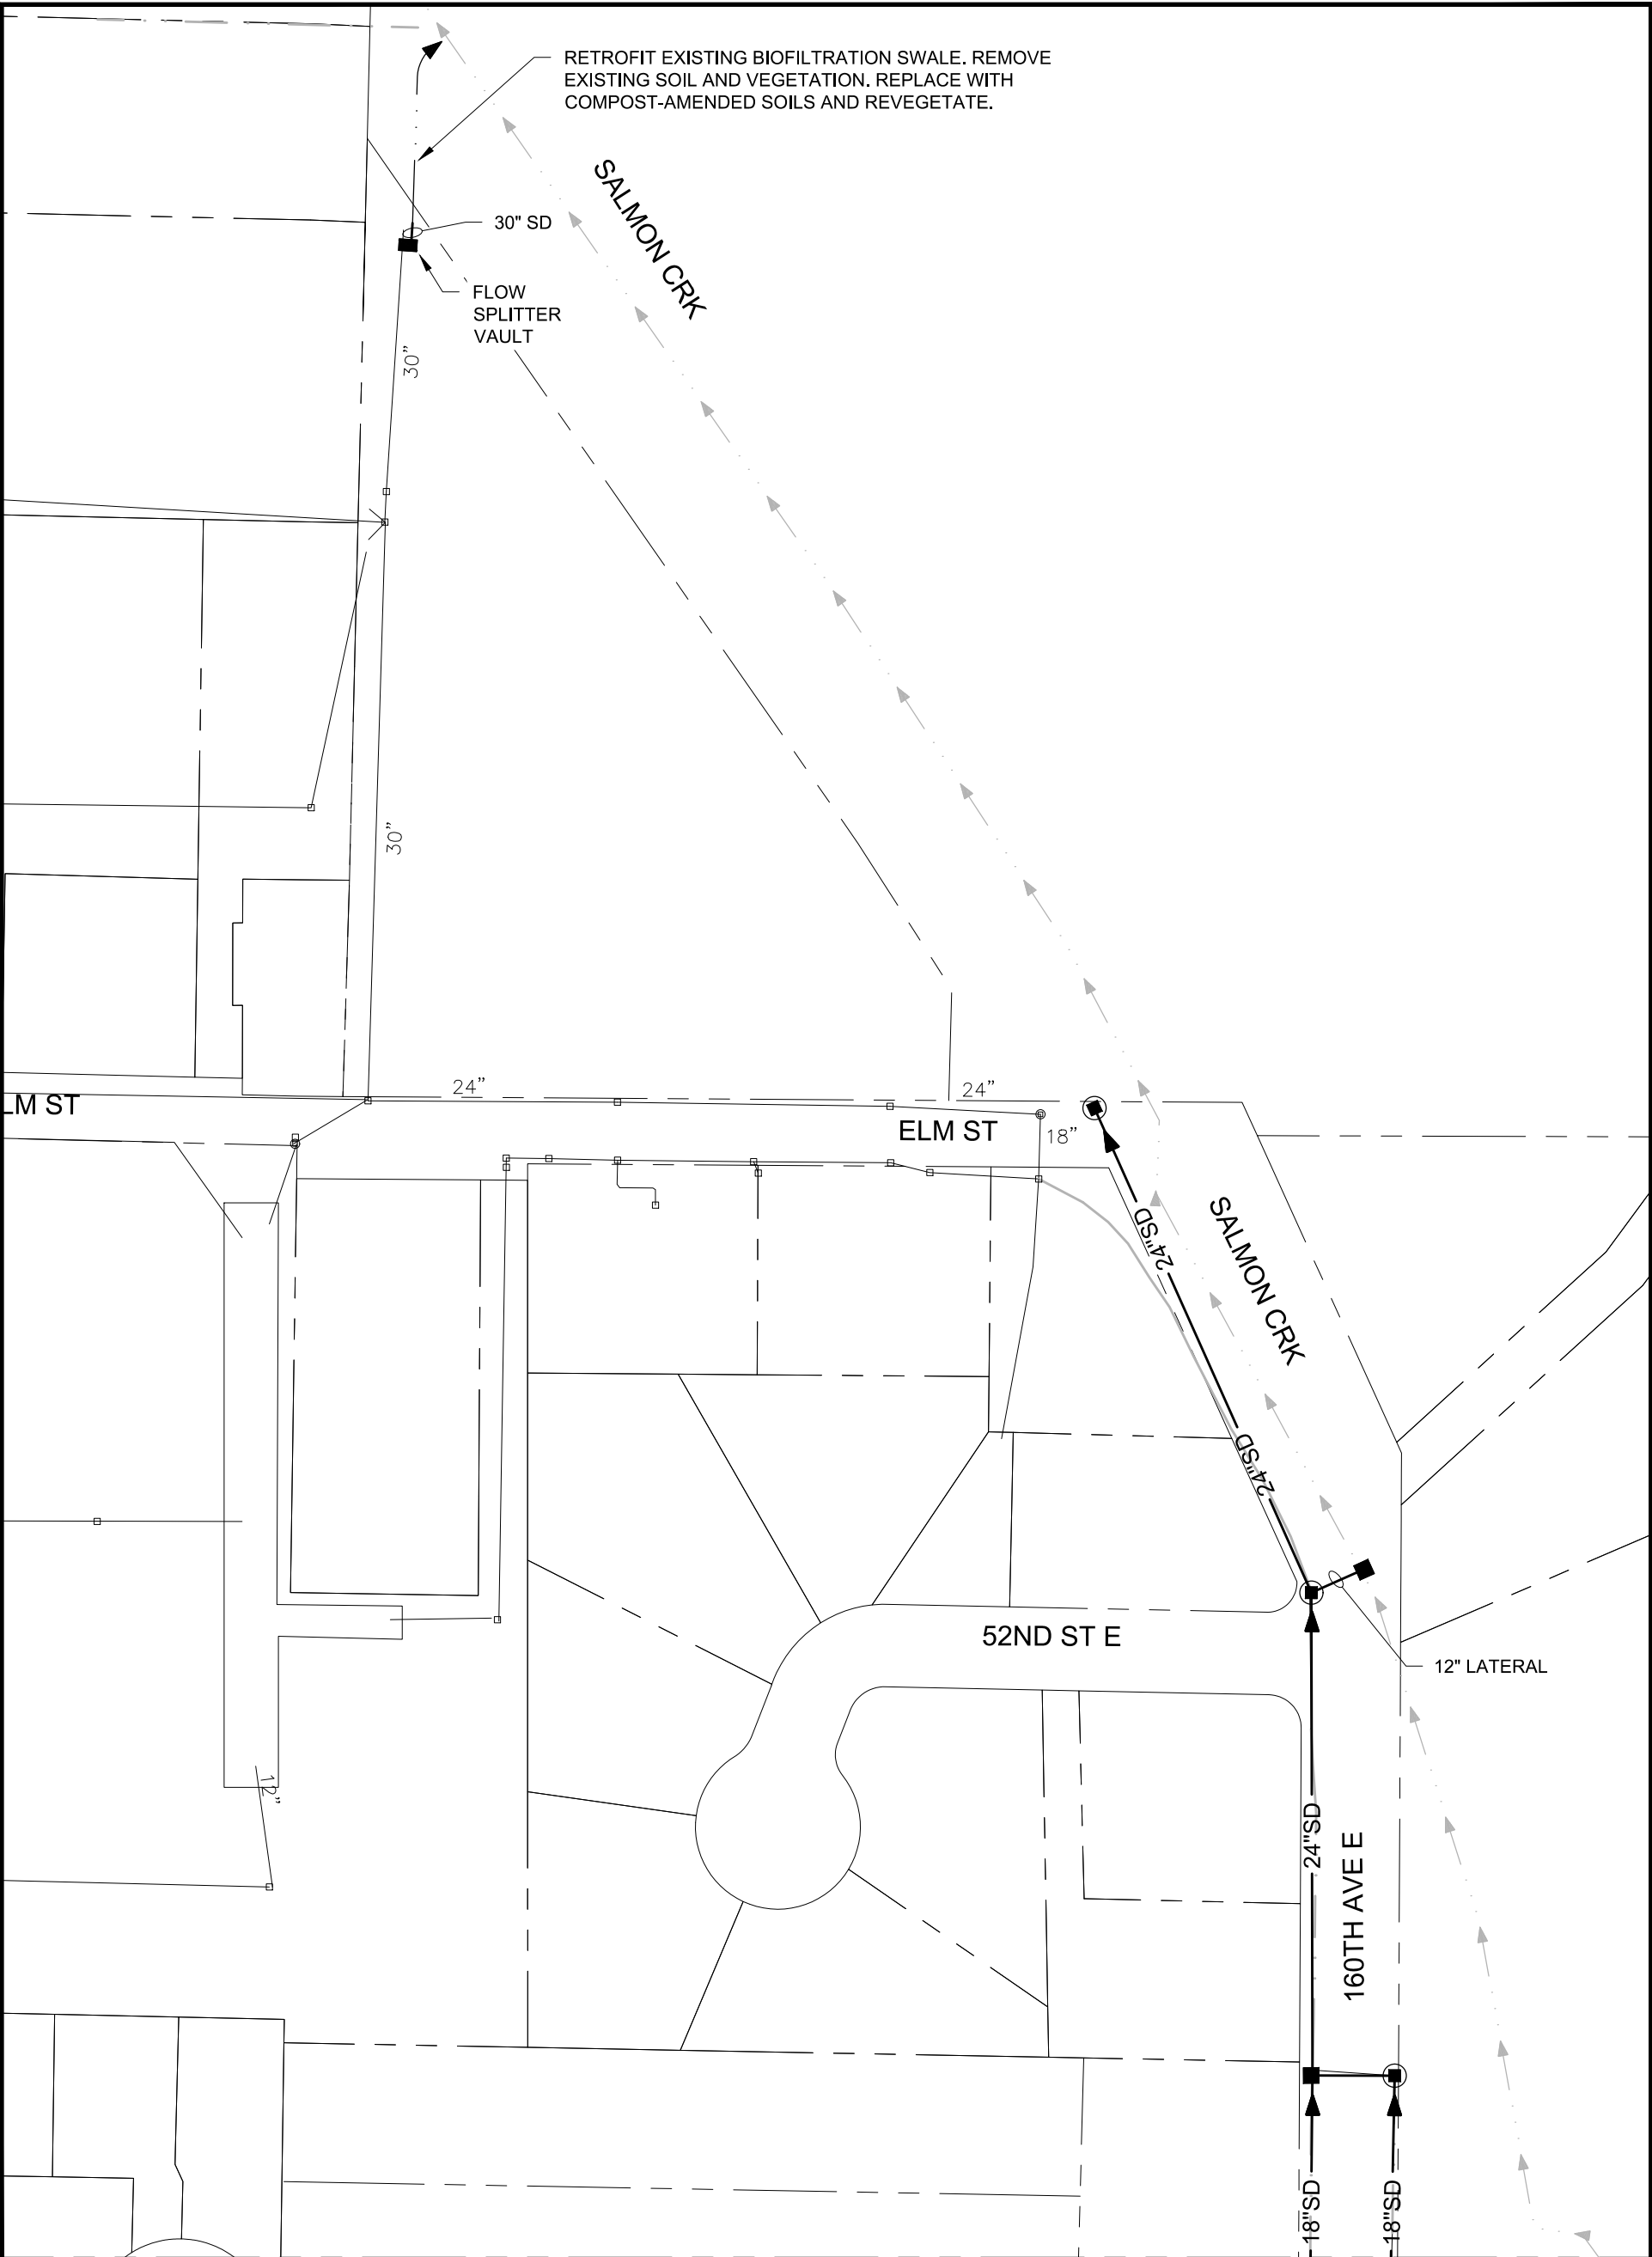 RETROFIT EXISTING BIOFILTRATION SWALE. REMOVE
EXISTING SOIL AND VEGETATION. REPLACE WITH
COMPOST-AMENDED SOILS AND REVEGETATE.
SALMON CRK
30" SD
FLOW
SPLITTER
VAULT
30"
30"
24"
24"
LM ST
ELM ST
18"
24"SD
SALMON CRK
24"SD
52ND ST E
12" LATERAL
12"
24"SD
160TH AVE E
18"SD
18"SD